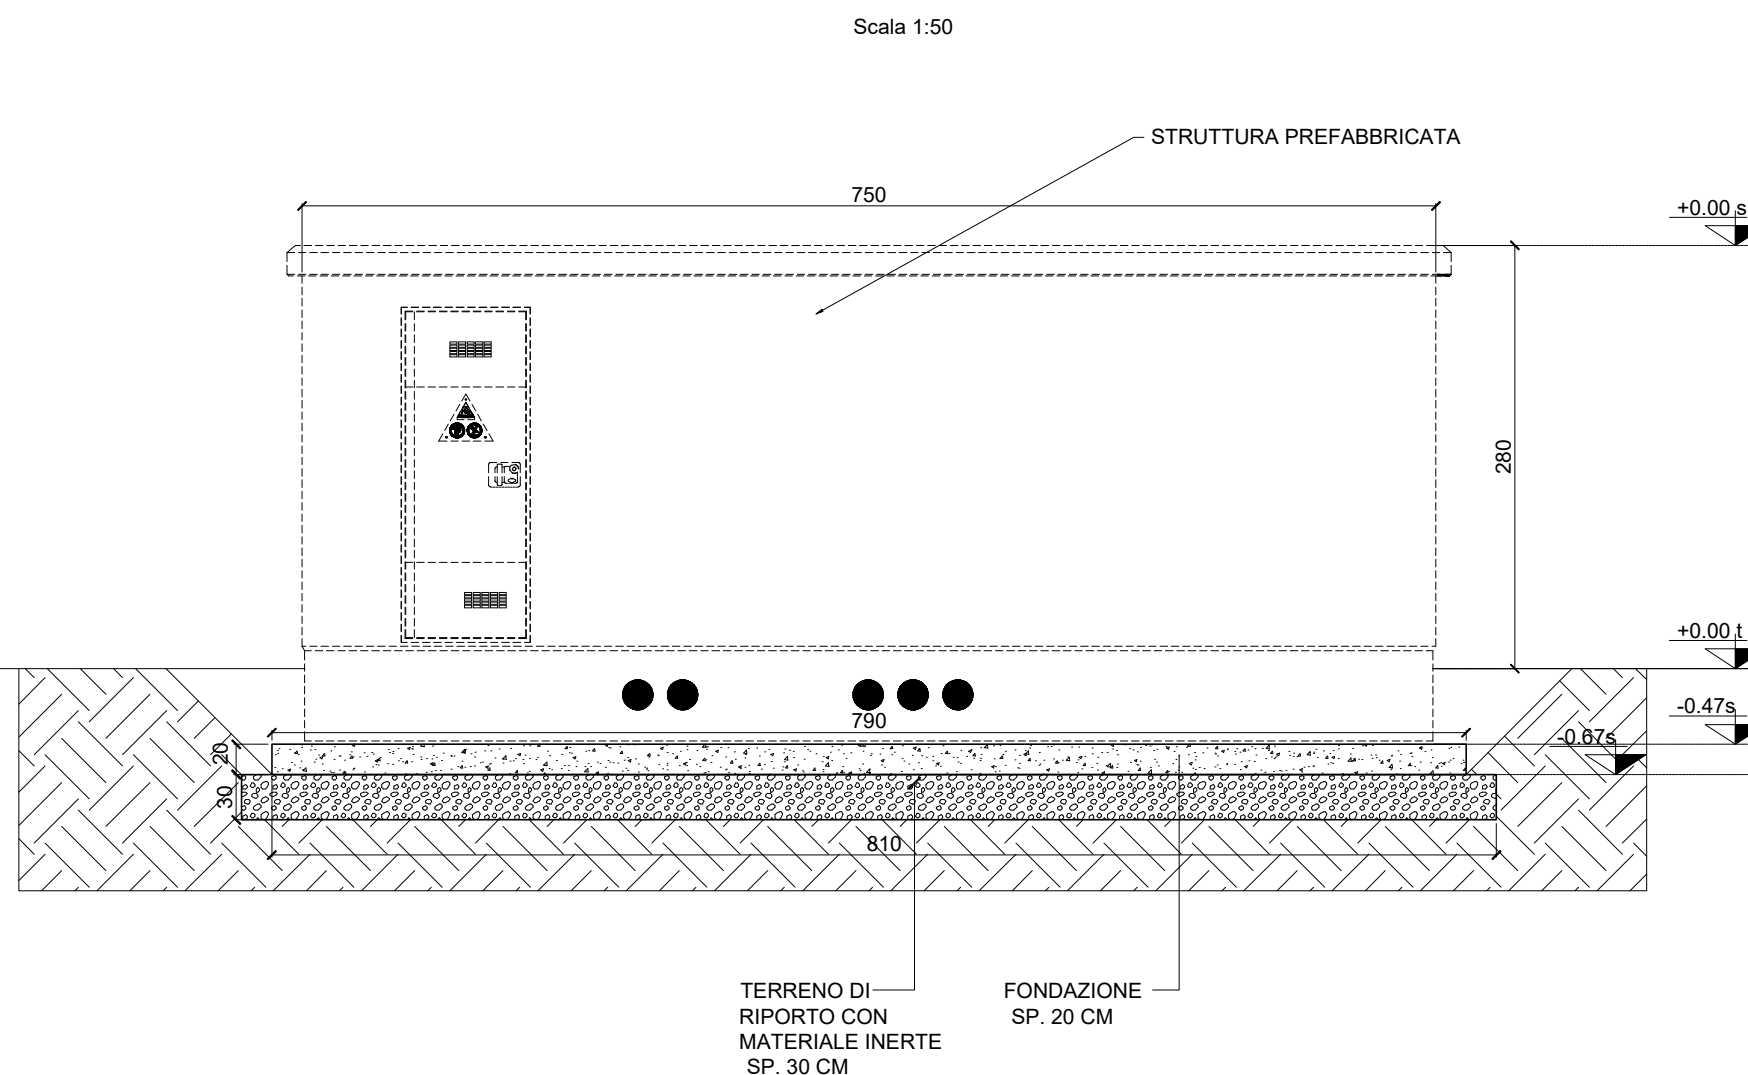 Scala 1:50
STRUTTURA PREFABBRICATA
750
+0.00 s
280
+0.00 t
-0.47s
790
-0.67s
20
30
810
TERRENO DI
RIPORTO CON
MATERIALE INERTE
SP. 30 CM
FONDAZIONE
SP. 20 CM